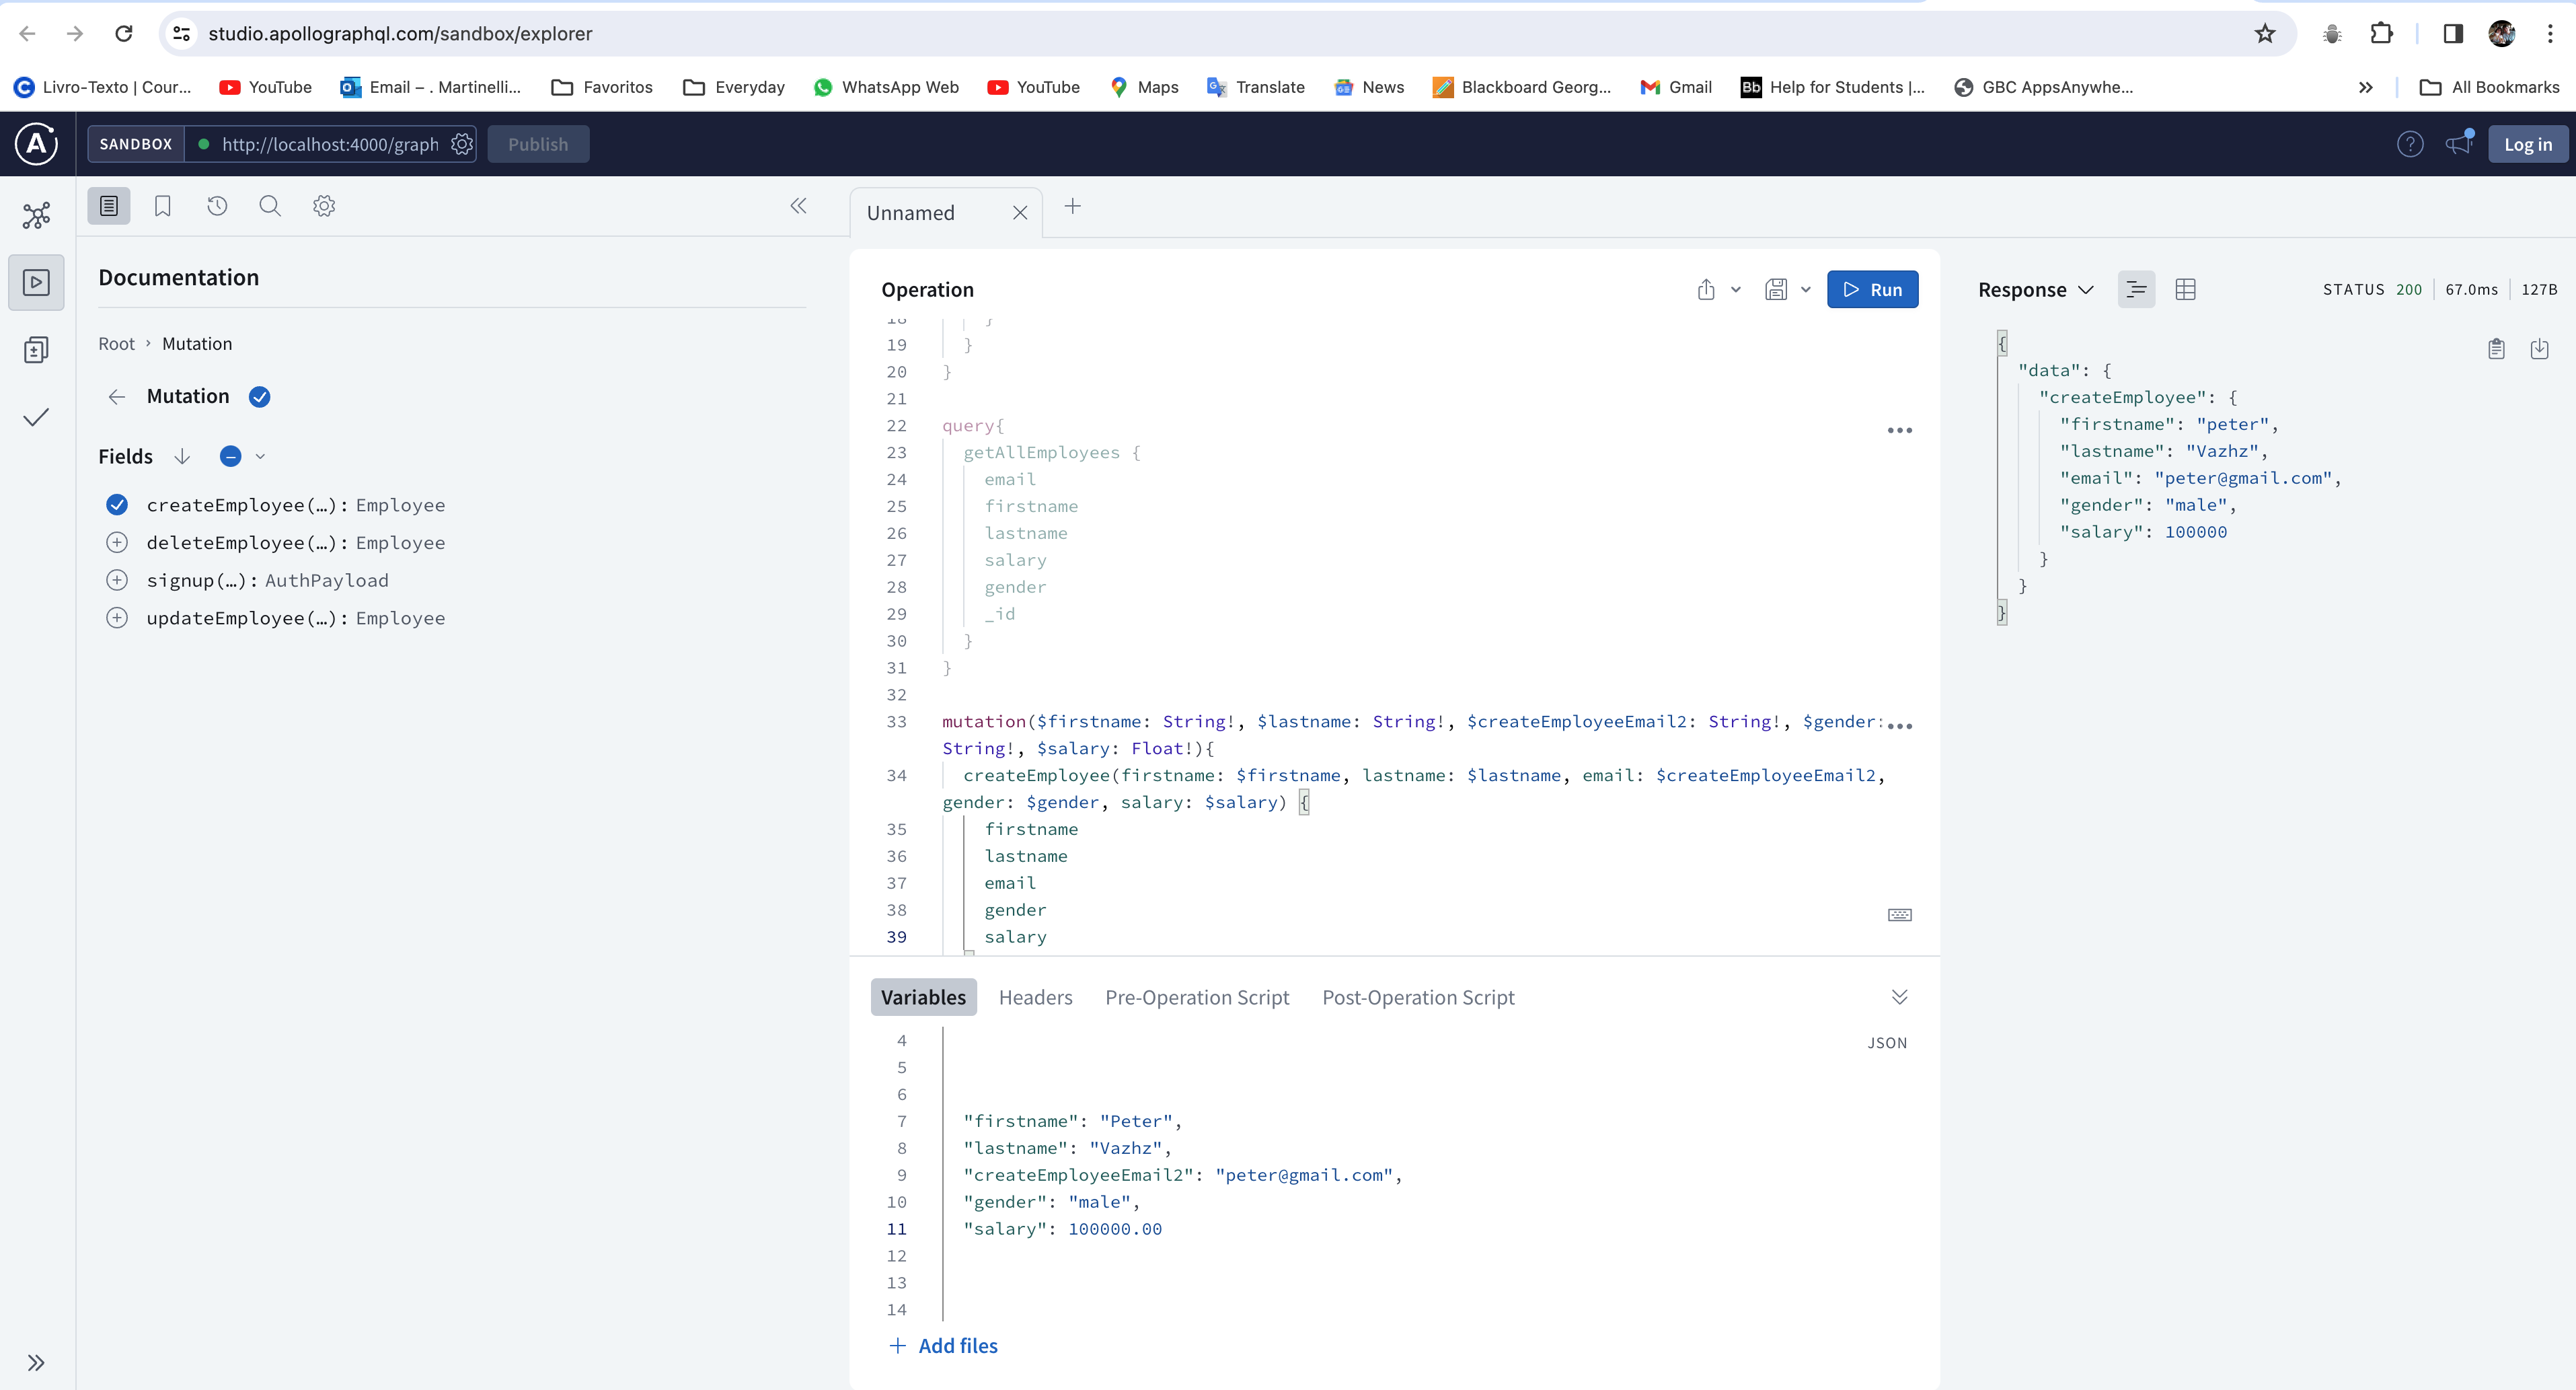 studio.apollographql.com/sandbox/explorer
Livro-Texto | Cour...
YouTube
Email – . Martinelli...
Favoritos
Everyday
WhatsApp Web
YouTube
Maps
Translate
News
Blackboard Georg...
Gmail
Bb Help for Students |...
GBC AppsAnywhe...
All Bookmarks
SANDBOX
http://localhost:4000/graph
Publish
Log in
Documentation
Root › Mutation
Mutation
Fields
createEmployee(…): Employee
deleteEmployee(…): Employee
signup(…): AuthPayload
updateEmployee(…): Employee
Unnamed
Operation
Run
18 }
19 }
20 }
21
22 query{
23 getAllEmployees {
24 email
25 firstname
26 lastname
27 salary
28 gender
29 _id
30 }
31 }
32
33 mutation($firstname: String!, $lastname: String!, $createEmployeeEmail2: String!, $gender:
String!, $salary: Float!){
34 createEmployee(firstname: $firstname, lastname: $lastname, email: $createEmployeeEmail2,
gender: $gender, salary: $salary) {
35 firstname
36 lastname
37 email
38 gender
39 salary
Variables Headers Pre-Operation Script Post-Operation Script
JSON
4
5
6
7 "firstname": "Peter",
8 "lastname": "Vazhz",
9 "createEmployeeEmail2": "peter@gmail.com",
10 "gender": "male",
11 "salary": 100000.00
12
13
14
+ Add files
Response
STATUS 200 67.0ms 127B
{
"data": {
"createEmployee": {
"firstname": "peter",
"lastname": "Vazhz",
"email": "peter@gmail.com",
"gender": "male",
"salary": 100000
}
}
}